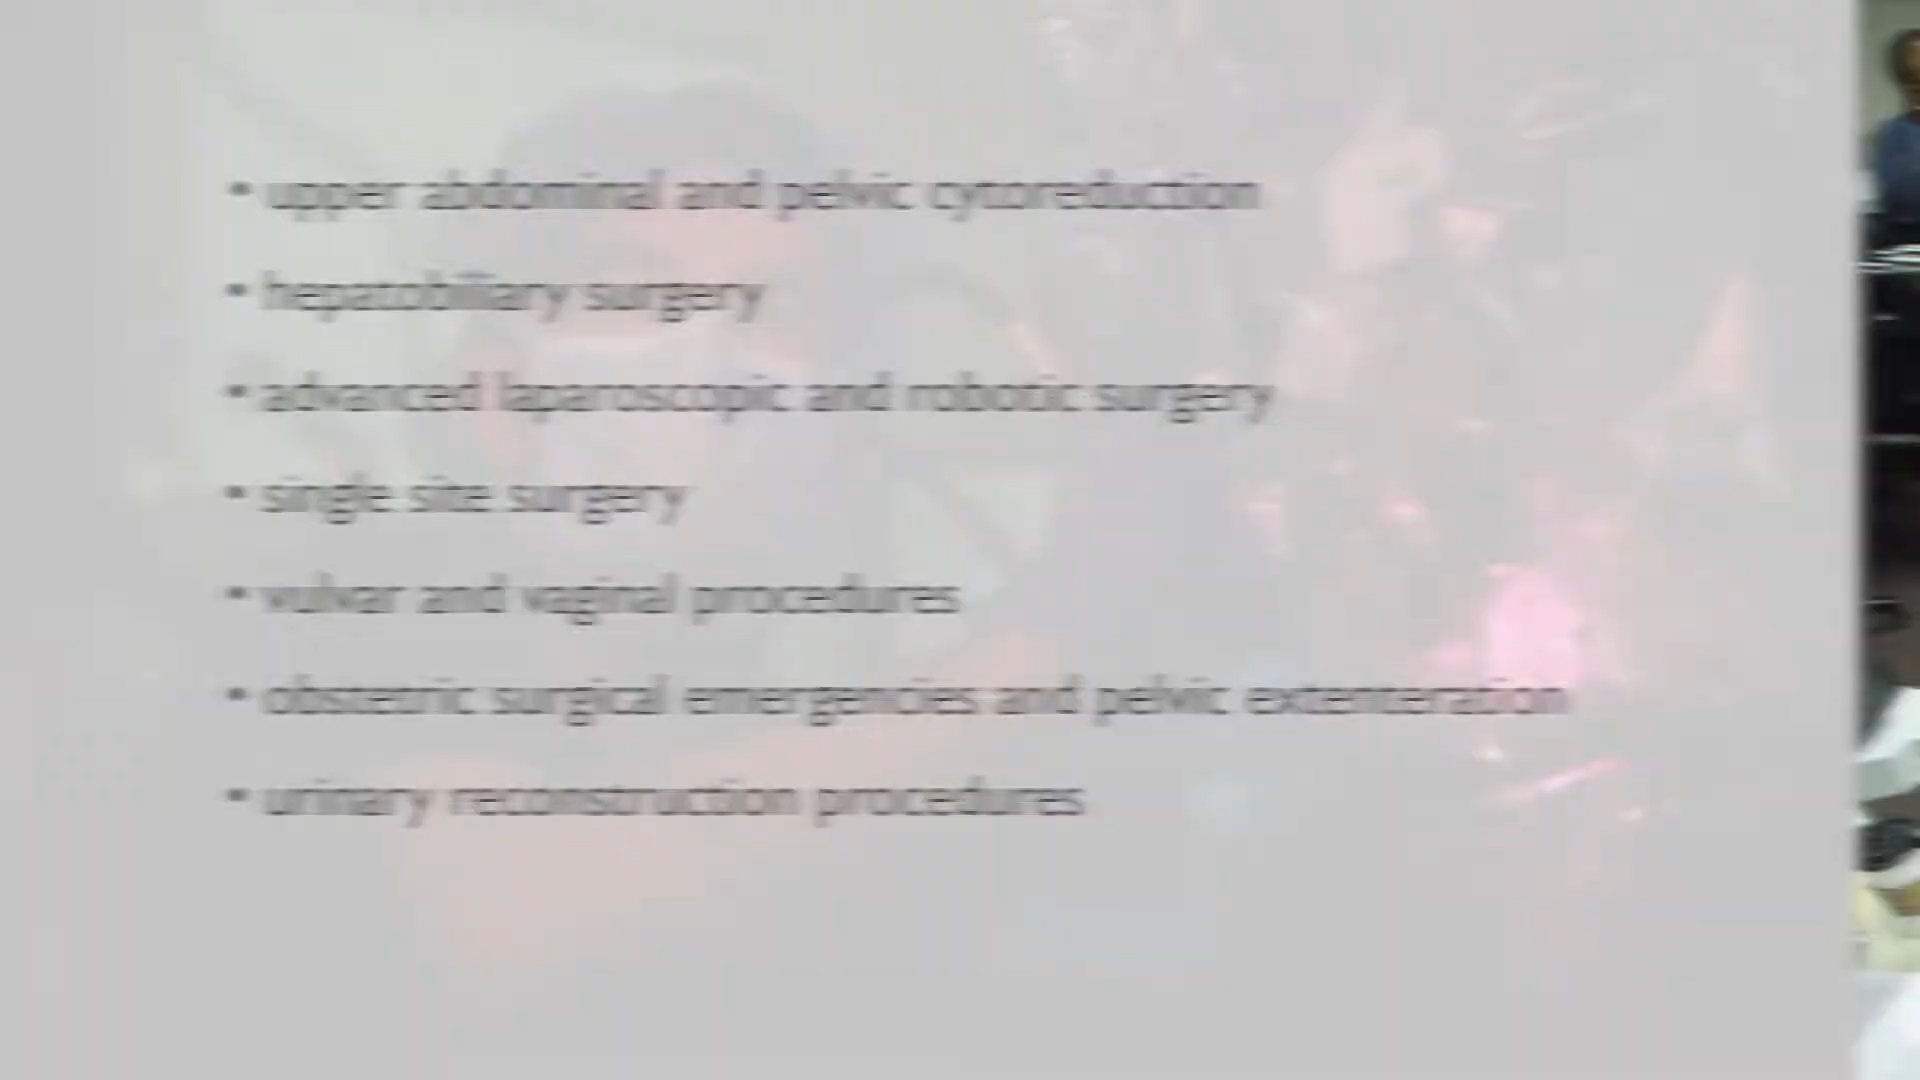 • upper abdominal and pelvic cytoreduction
• hepatobiliary surgery
• advanced laparoscopic and robotic surgery
• single site surgery
• vulvar and vaginal procedures
• obstetric surgical emergencies and pelvic extenteration
• urinary reconstruction procedures